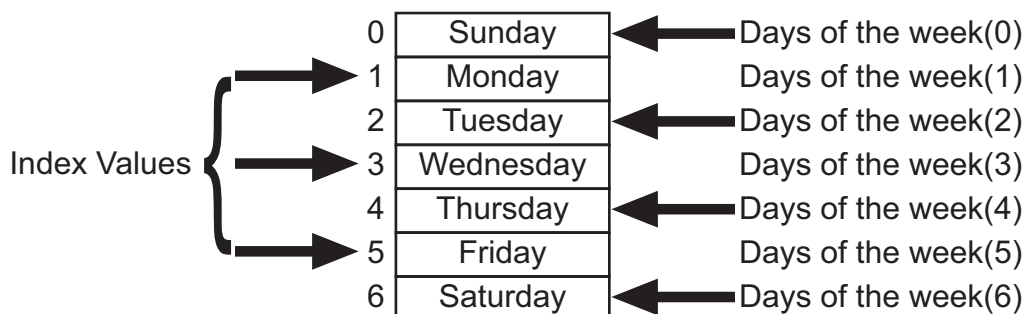 0 Sunday Days of the week(0)
1 Monday Days of the week(1)
2 Tuesday Days of the week(2)
Index Values 3 Wednesday Days of the week(3)
4 Thursday Days of the week(4)
5 Friday Days of the week(5)
6 Saturday Days of the week(6)